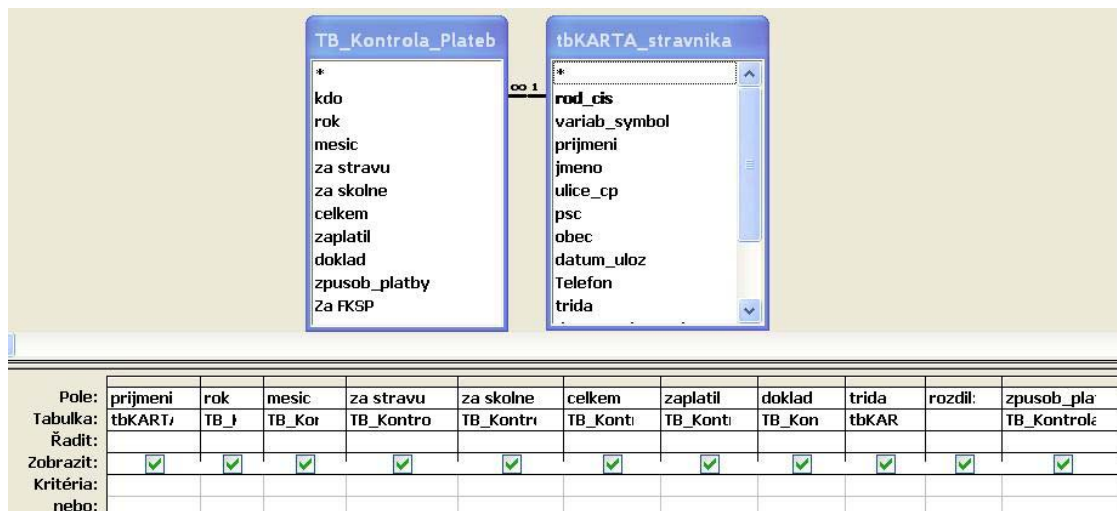 TB_Kontrola_Plateb
*
kdo
rok
mesic
za stravu
za skolne
celkem
zaplatil
doklad
zpusob_platby
Za FKSP
∞ 1
tbKARTA_stravnika
*
rod_cis
variab_symbol
prijmeni
jmeno
ulice_cp
psc
obec
datum_uloz
Telefon
trida
Pole: prijmeni rok mesic za stravu za skolne celkem zaplatil doklad trida rozdil: zpusob_pla
Tabulka: tbKART TB_ TB_Kor TB_Kontro TB_Kontr TB_Kont TB_Kont TB_Kon tbKAR TB_Kontrola
Řadit:
Zobrazit:
Kritéria:
nebo: